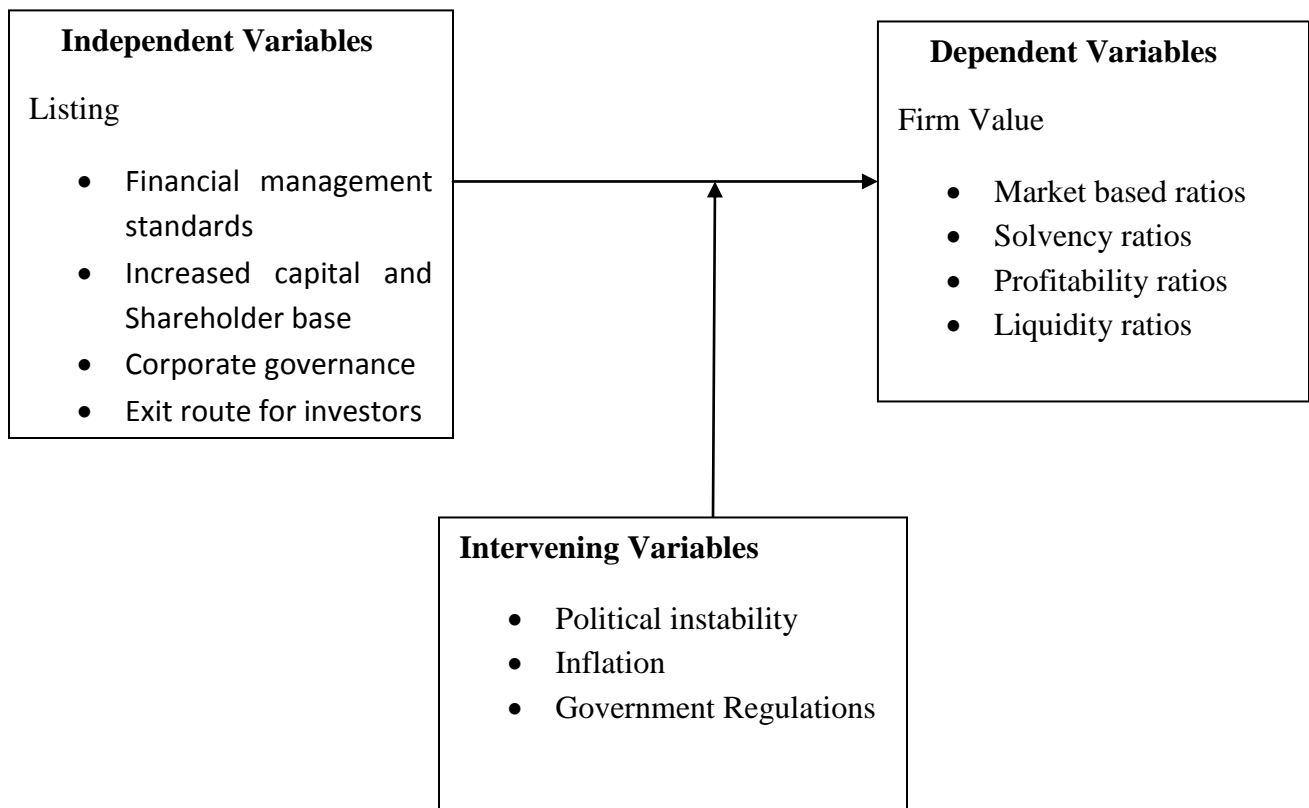 Independent Variables
Listing
• Financial management
standards
• Increased capital and
Shareholder base
• Corporate governance
• Exit route for investors
Dependent Variables
Firm Value
• Market based ratios
• Solvency ratios
• Profitability ratios
• Liquidity ratios
Intervening Variables
• Political instability
• Inflation
• Government Regulations